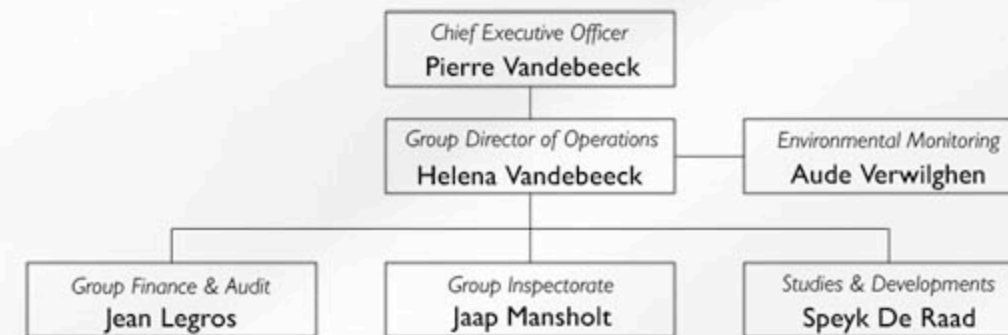 Chief Executive Officer
Pierre Vandebeeck
Group Director of Operations
Helena Vandebeeck
Environmental Monitoring
Aude Verwilghen
Group Finance & Audit
Jean Legros
Group Inspectorate
Jaap Mansholt
Studies & Developments
Speyk De Raad